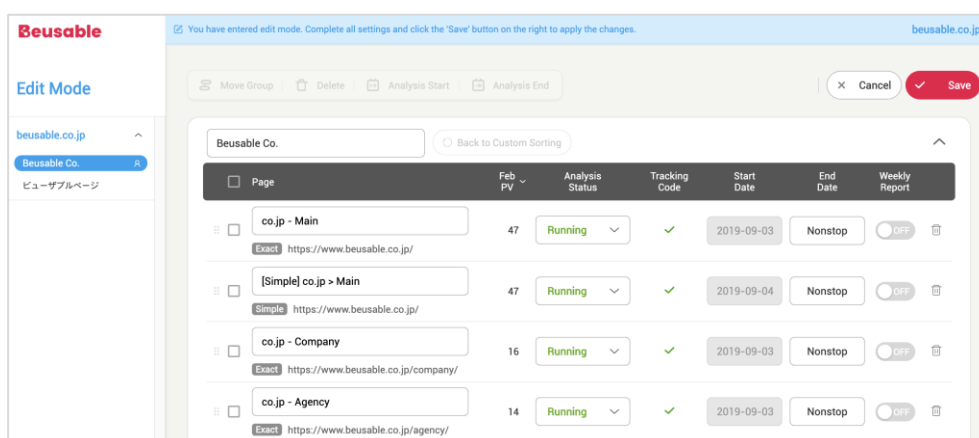 Beusable
You have entered edit mode. Complete all settings and click the 'Save' button on the right to apply the changes.
beusable.co.jp
Edit Mode
Move Group
Delete
Analysis Start
Analysis End
Cancel
Save
beusable.co.jp
Beusable Co.
ビューザブルページ
Beusable Co.
Back to Custom Sorting
Page
Feb PV
Analysis Status
Tracking Code
Start Date
End Date
Weekly Report
co.jp - Main
47
Running
2019-09-03
Nonstop
OFF
Exact https://www.beusable.co.jp/
[Simple] co.jp > Main
47
Running
2019-09-04
Nonstop
OFF
Simple https://www.beusable.co.jp/
co.jp - Company
16
Running
2019-09-03
Nonstop
OFF
Exact https://www.beusable.co.jp/company/
co.jp - Agency
14
Running
2019-09-03
Nonstop
OFF
Exact https://www.beusable.co.jp/agency/